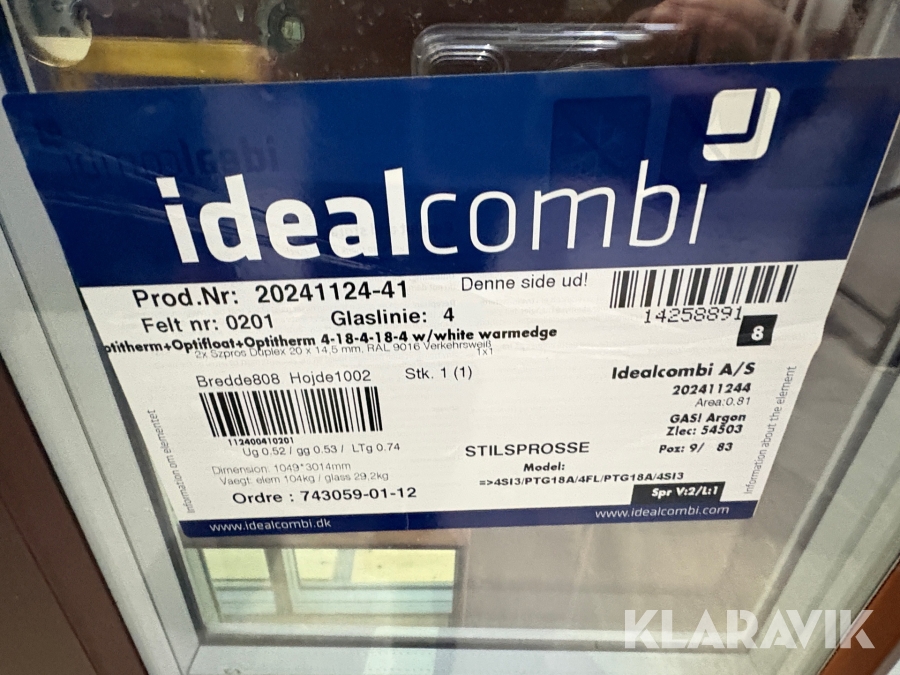 idealcombi
Prod.Nr: 20241124-41
Denne side ud!
14258891
Felt nr: 0201 Glaslinie: 4
8
ptitherm+Optifloat+Optitherm 4-18-4-18-4 w/white warmedge
2x Szpros Duplex 20 x 14,5 mm, RAL 9016 Verkehrsweiß
1x1
Bredde808 Hojde1002 Stk. 1 (1)
Idealcombi A/S
202411244
Area:0.81
GAS! Argon
Zlec: 54503
Poz: 9/ 83
112400410201
Ug 0.52 / gg 0.53 / LTg 0.74
STILSPROSSE
Model:
=>4SI3/PTG18A/4FL/PTG18A/4SI3
Dimension: 1049*3014mm
Vaegt: elem 104kg / glass 29,2kg
Ordre : 743059-01-12
Spr V:2/L:1
Information om elementet
Information about the element
www.idealcombi.dk
www.idealcombi.com
KLARAVIK